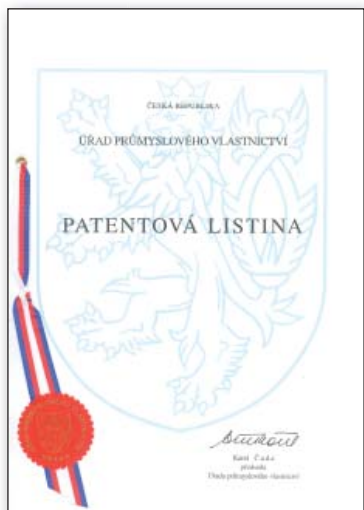 ČESKÁ REPUBLIKA
ÚŘAD PRŮMYSLOVÉHO VLASTNICTVÍ
PATENTOVÁ LISTINA
Karel Čada
předseda
Úřadu průmyslového vlastnictví